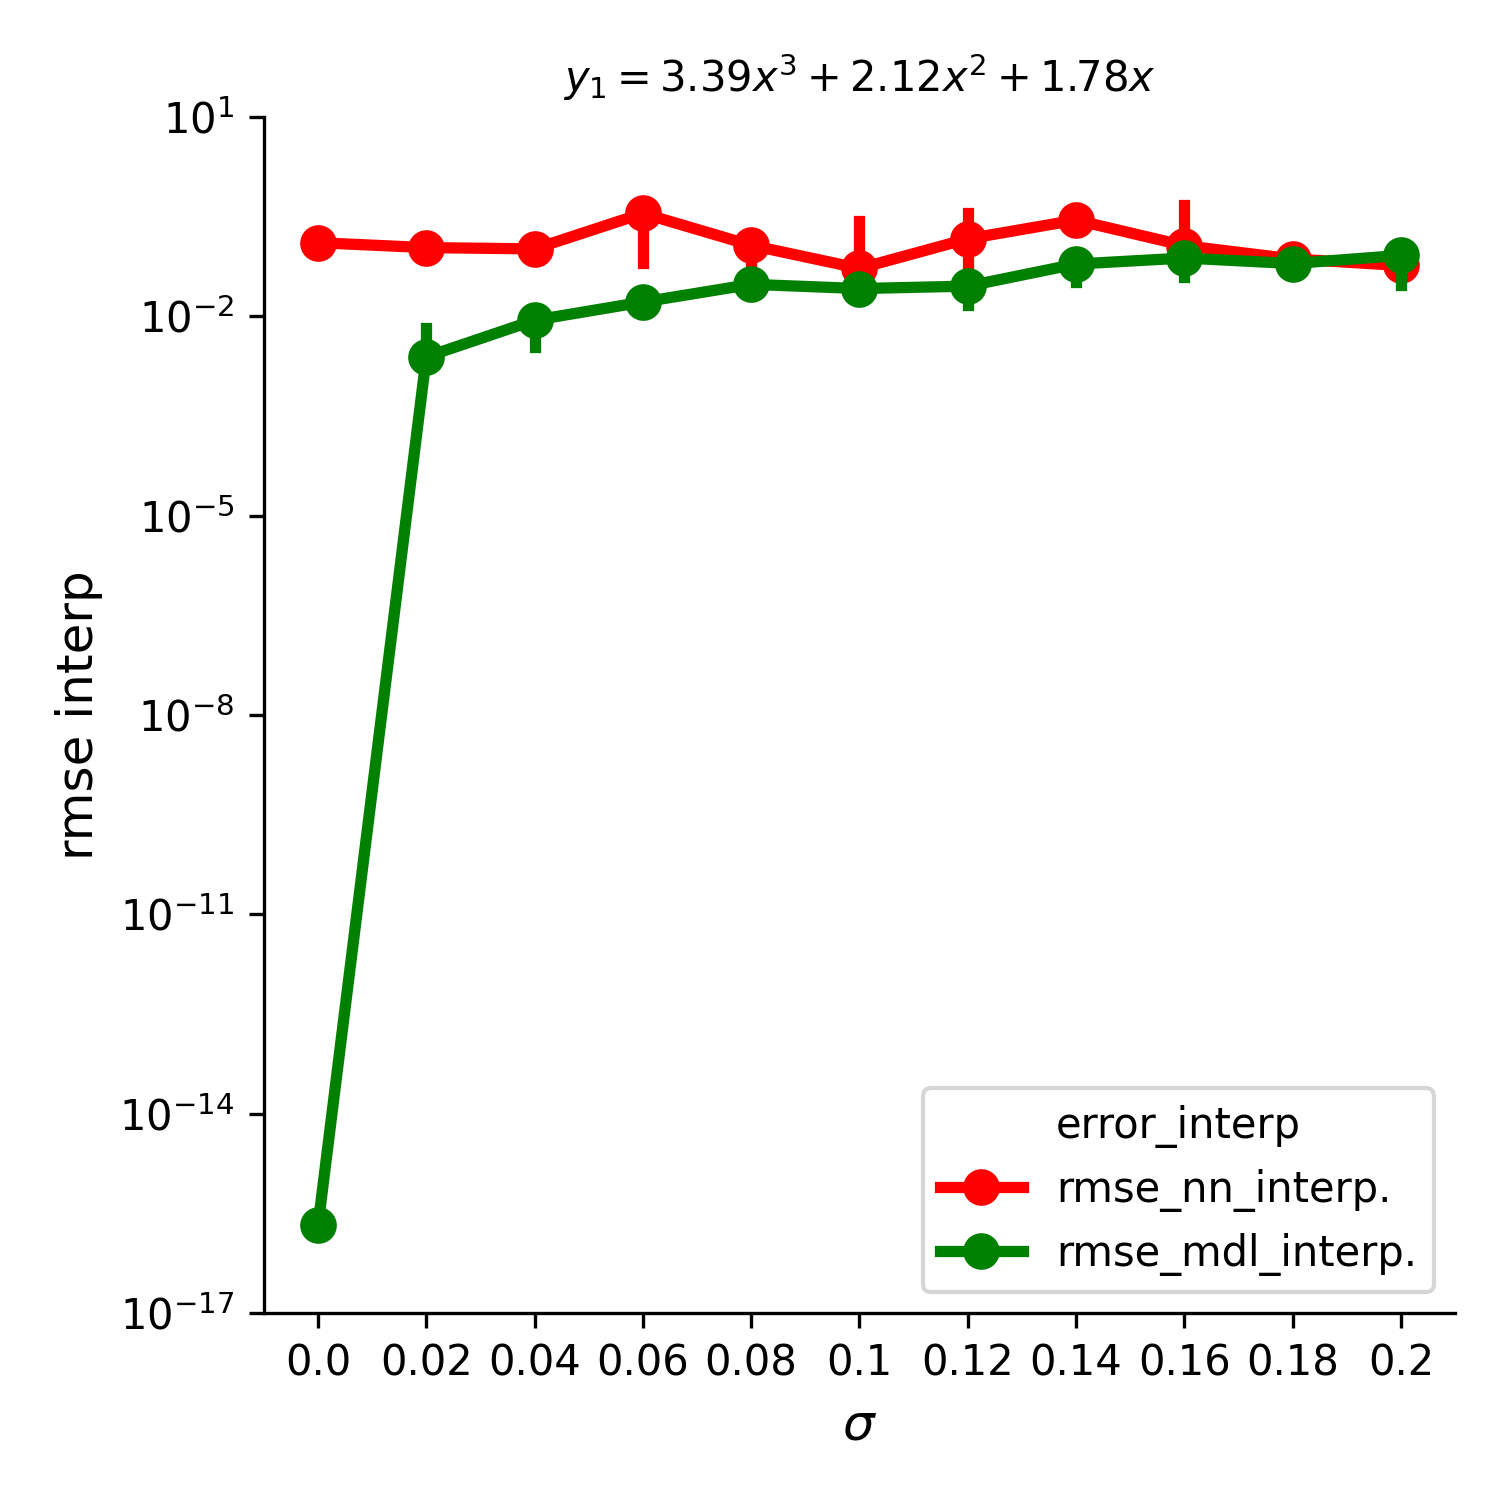 y₁ = 3.39x³ + 2.12x² + 1.78x
10¹
10⁻²
10⁻⁵
10⁻⁸
10⁻¹¹
10⁻¹⁴
10⁻¹⁷
rmse interp
error_interp
rmse_nn_interp.
rmse_mdl_interp.
0.0 0.02 0.04 0.06 0.08 0.1 0.12 0.14 0.16 0.18 0.2
σ